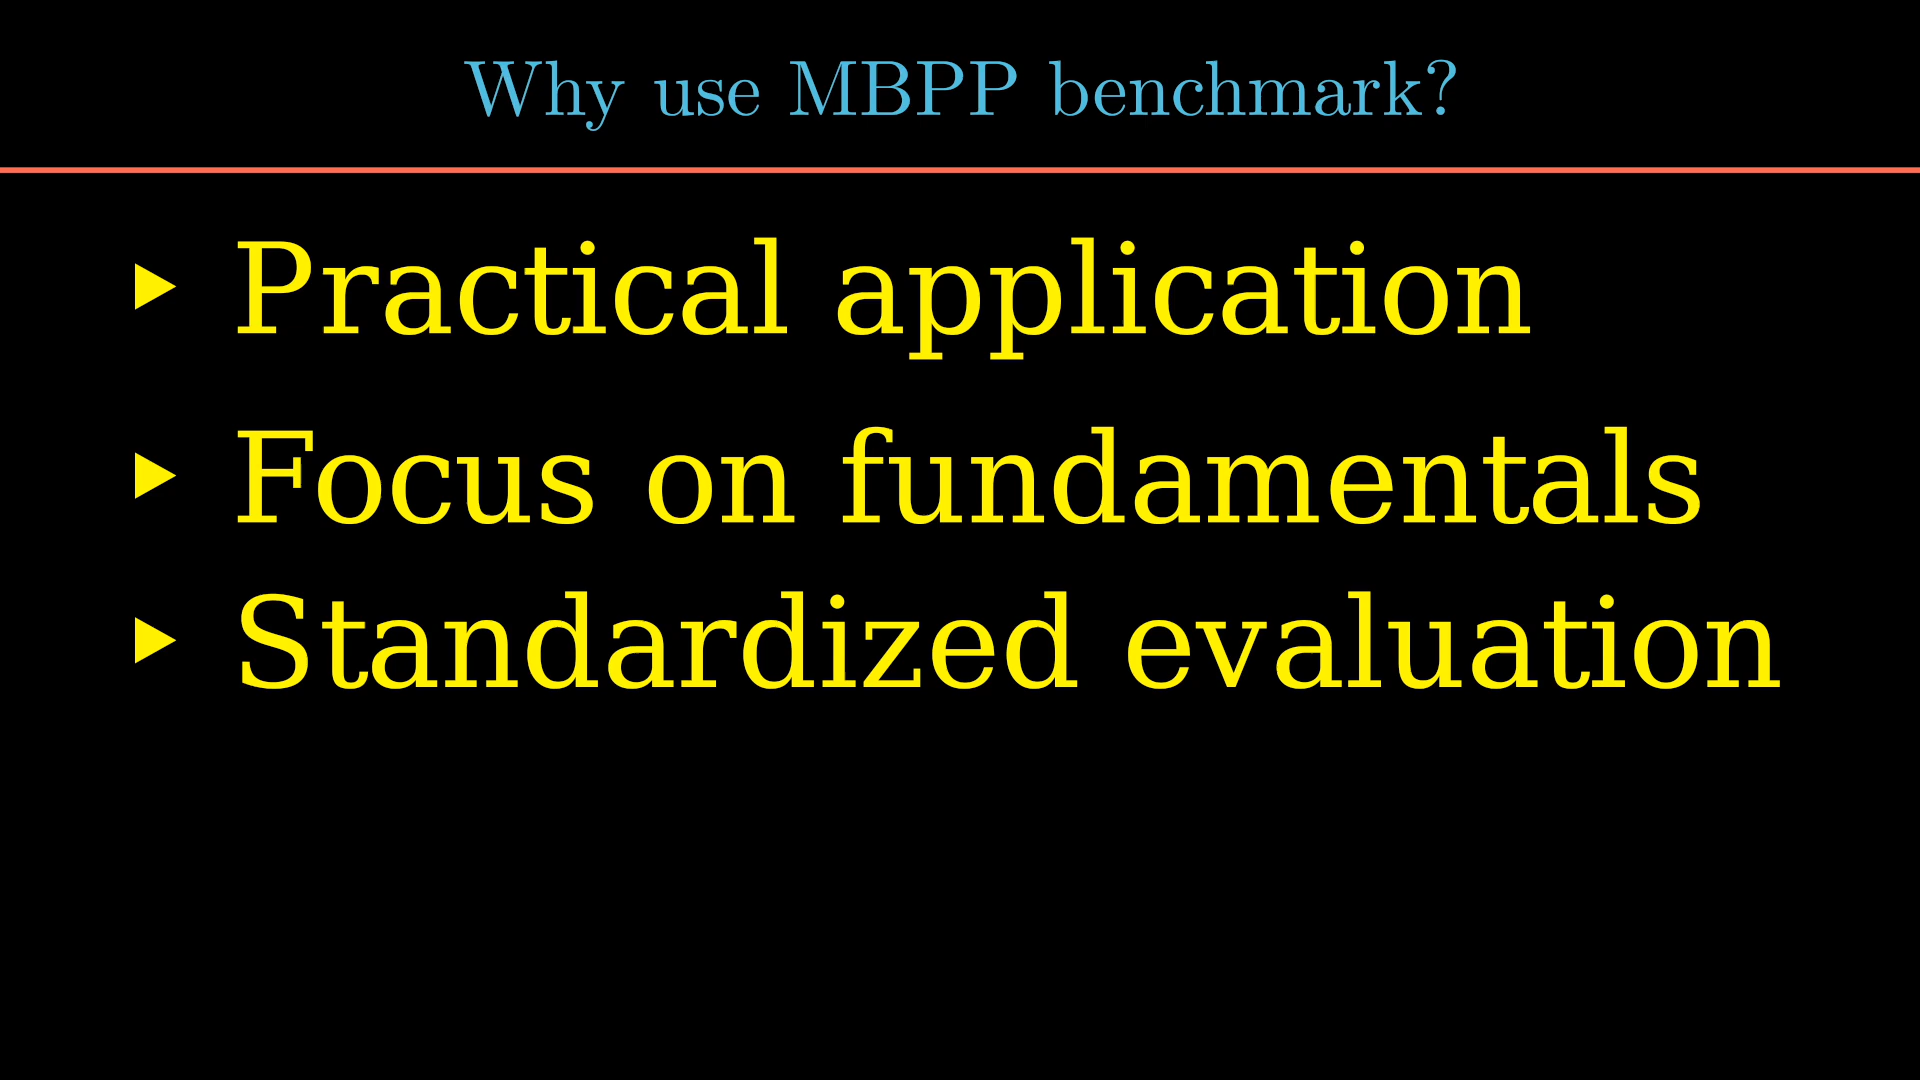 Why use MBPP benchmark?
▶ Practical application
▶ Focus on fundamentals
▶ Standardized evaluation